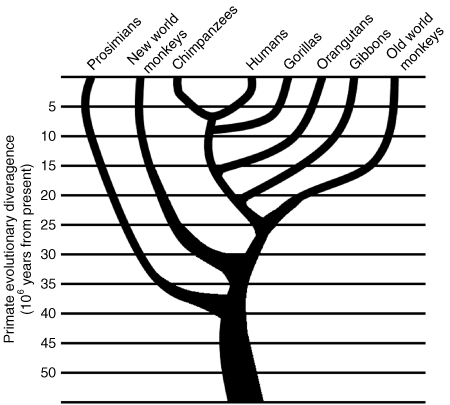 Prosimians
New world
monkeys
Chimpanzees
Humans
Gorillas
Orangutans
Gibbons
Old world
monkeys
Primate evolutionary diveragence
(10⁶ years from present)
5
10
15
20
25
30
35
40
45
50